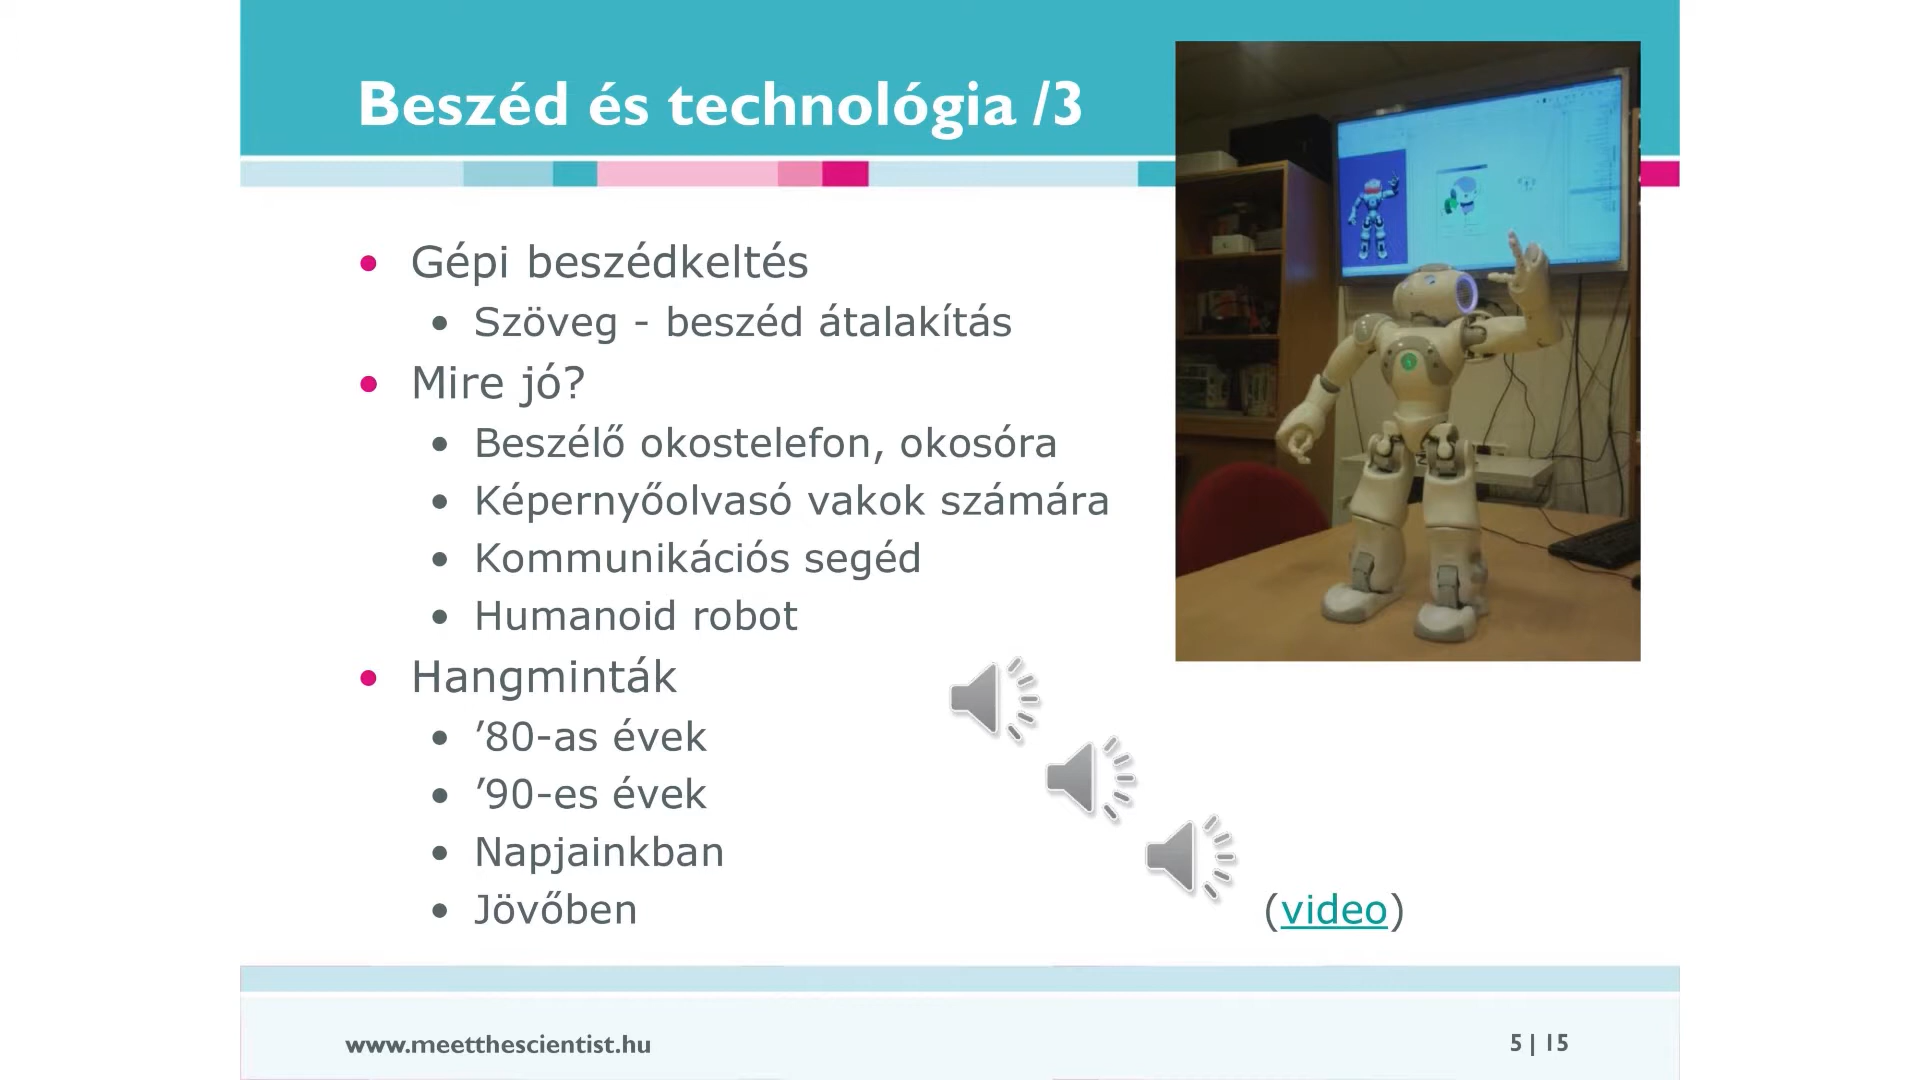 Beszéd és technológia /3
Gépi beszédkeltés
Szöveg - beszéd átalakítás
Mire jó?
Beszélő okostelefon, okosóra
Képernyőolvasó vakok számára
Kommunikációs segéd
Humanoid robot
Hangminták
’80-as évek
’90-es évek
Napjainkban
Jövőben
(video)
www.meetthescientist.hu
5 | 15